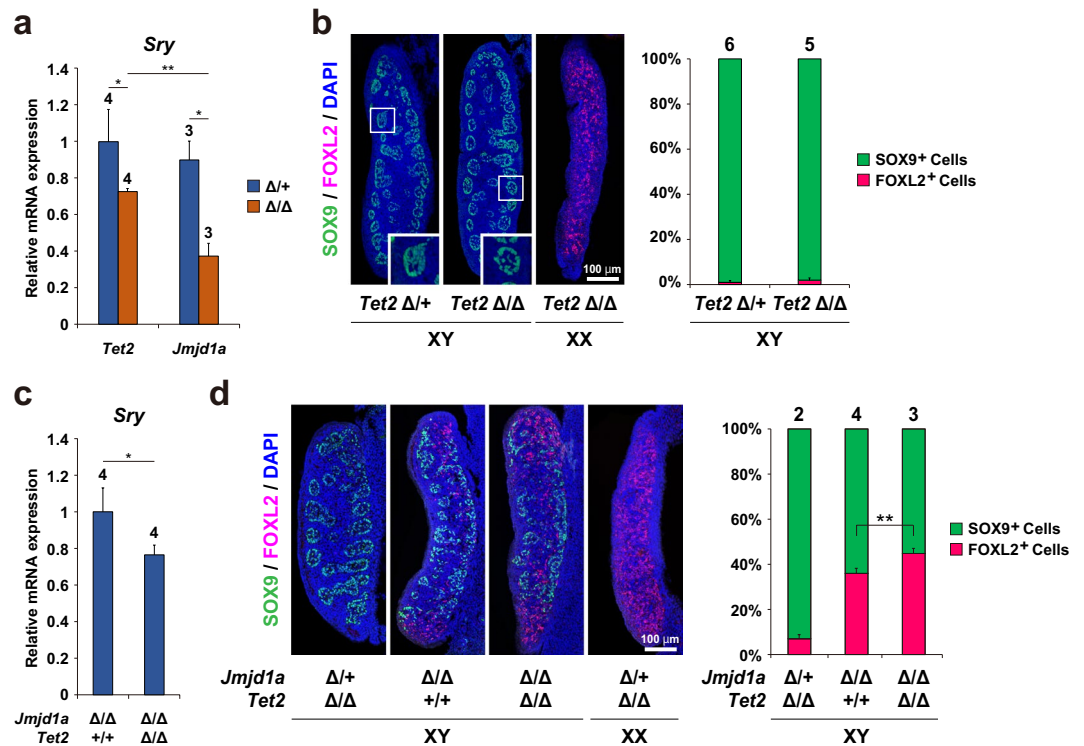 a
Sry
Relative mRNA expression
1.4
1.2
1
0.8
0.6
0.4
0.2
0
*
**
*
4
4
3
3
Tet2 Jmjd1a
Δ/+
Δ/Δ
b
SOX9 / FOXL2 / DAPI
100 μm
Tet2 Δ/+ Tet2 Δ/Δ Tet2 Δ/Δ
XY XX
6 5
100%
80%
60%
40%
20%
0%
Tet2 Δ/+ Tet2 Δ/Δ
XY
SOX9+ Cells
FOXL2+ Cells
c
Sry
Relative mRNA expression
1.4
1.2
1
0.8
0.6
0.4
0.2
0
*
4
4
Jmjd1a Δ/Δ Δ/Δ
Tet2 +/+ Δ/Δ
d
SOX9 / FOXL2 / DAPI
100 μm
Jmjd1a Δ/+ Δ/Δ Δ/Δ Δ/+
Tet2 Δ/Δ +/+ Δ/Δ Δ/Δ
XY XX
2 4 3
100%
80%
60%
40%
20%
0%
**
Jmjd1a Δ/+ Δ/Δ Δ/Δ
Tet2 Δ/Δ +/+ Δ/Δ
XY
SOX9+ Cells
FOXL2+ Cells